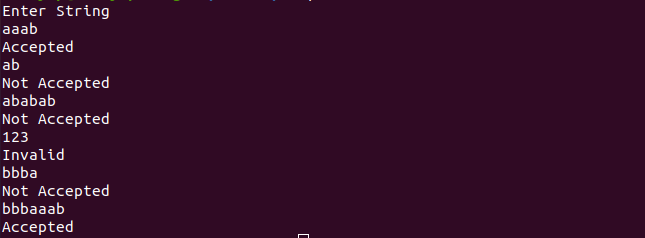 Enter String
aaab
Accepted
ab
Not Accepted
ababab
Not Accepted
123
Invalid
bbba
Not Accepted
bbbaaab
Accepted